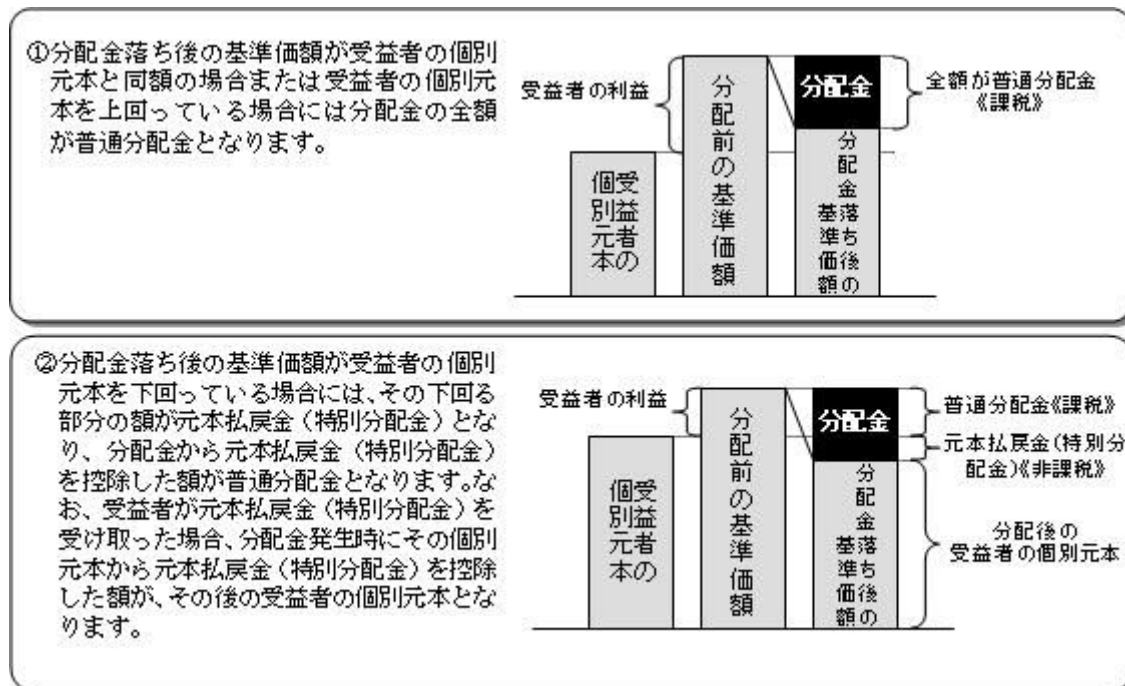 ①分配金落ち後の基準価額が受益者の個別
元本と同額の場合または受益者の個別元
本を上回っている場合には分配金の全額
が普通分配金となります。
受益者の利益
受益者の
個別元本
分配前の基準価額
分配金
分配金落ち後の
基準価額
全額が普通分配金
《課税》
②分配金落ち後の基準価額が受益者の個別
元本を下回っている場合には、その下回る
部分の額が元本払戻金（特別分配金）とな
り、分配金から元本払戻金（特別分配金）
を控除した額が普通分配金となります。な
お、受益者が元本払戻金（特別分配金）を
受け取った場合、分配金発生時にその個別
元本から元本払戻金（特別分配金）を控除
した額が、その後の受益者の個別元本とな
ります。
受益者の利益
受益者の
個別元本
分配前の基準価額
分配金
分配金落ち後の
基準価額
普通分配金《課税》
元本払戻金(特別分
配金)《非課税》
分配後の
受益者の個別元本